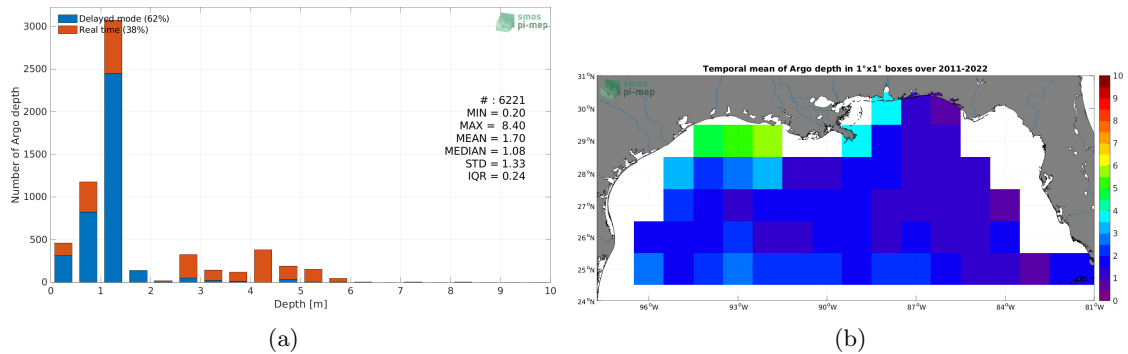 3000
2500
2000
1500
1000
500
0
Number of Argo depth
Delayed mode (62%)
Real time (38%)
smos
pi-mep
# : 6221
MIN = 0.20
MAX = 8.40
MEAN = 1.70
MEDIAN = 1.08
STD = 1.33
IQR = 0.24
0 1 2 3 4 5 6 7 8 9 10
Depth [m]
(a)
Temporal mean of Argo depth in 1°x1° boxes over 2011-2022
smos
pi-mep
31°N
30°N
29°N
28°N
27°N
26°N
25°N
96°W 93°W 90°W 87°W 84°W 81°W
10
9
8
7
6
5
4
3
2
1
0
(b)